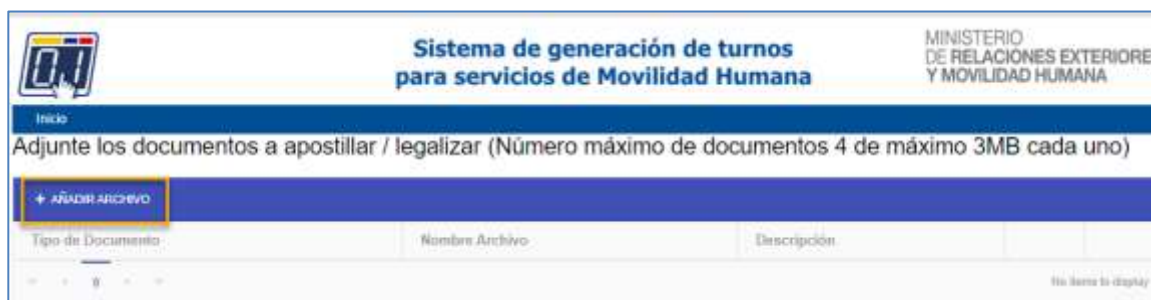 Sistema de generación de turnos
para servicios de Movilidad Humana
MINISTERIO
DE RELACIONES EXTERIORE
Y MOVILIDAD HUMANA
Inicio
Adjunte los documentos a apostillar / legalizar (Número máximo de documentos 4 de máximo 3MB cada uno)
+ AÑADIR ARCHIVO
Tipo de Documento Nombre Archivo Descripción
0 No items to display